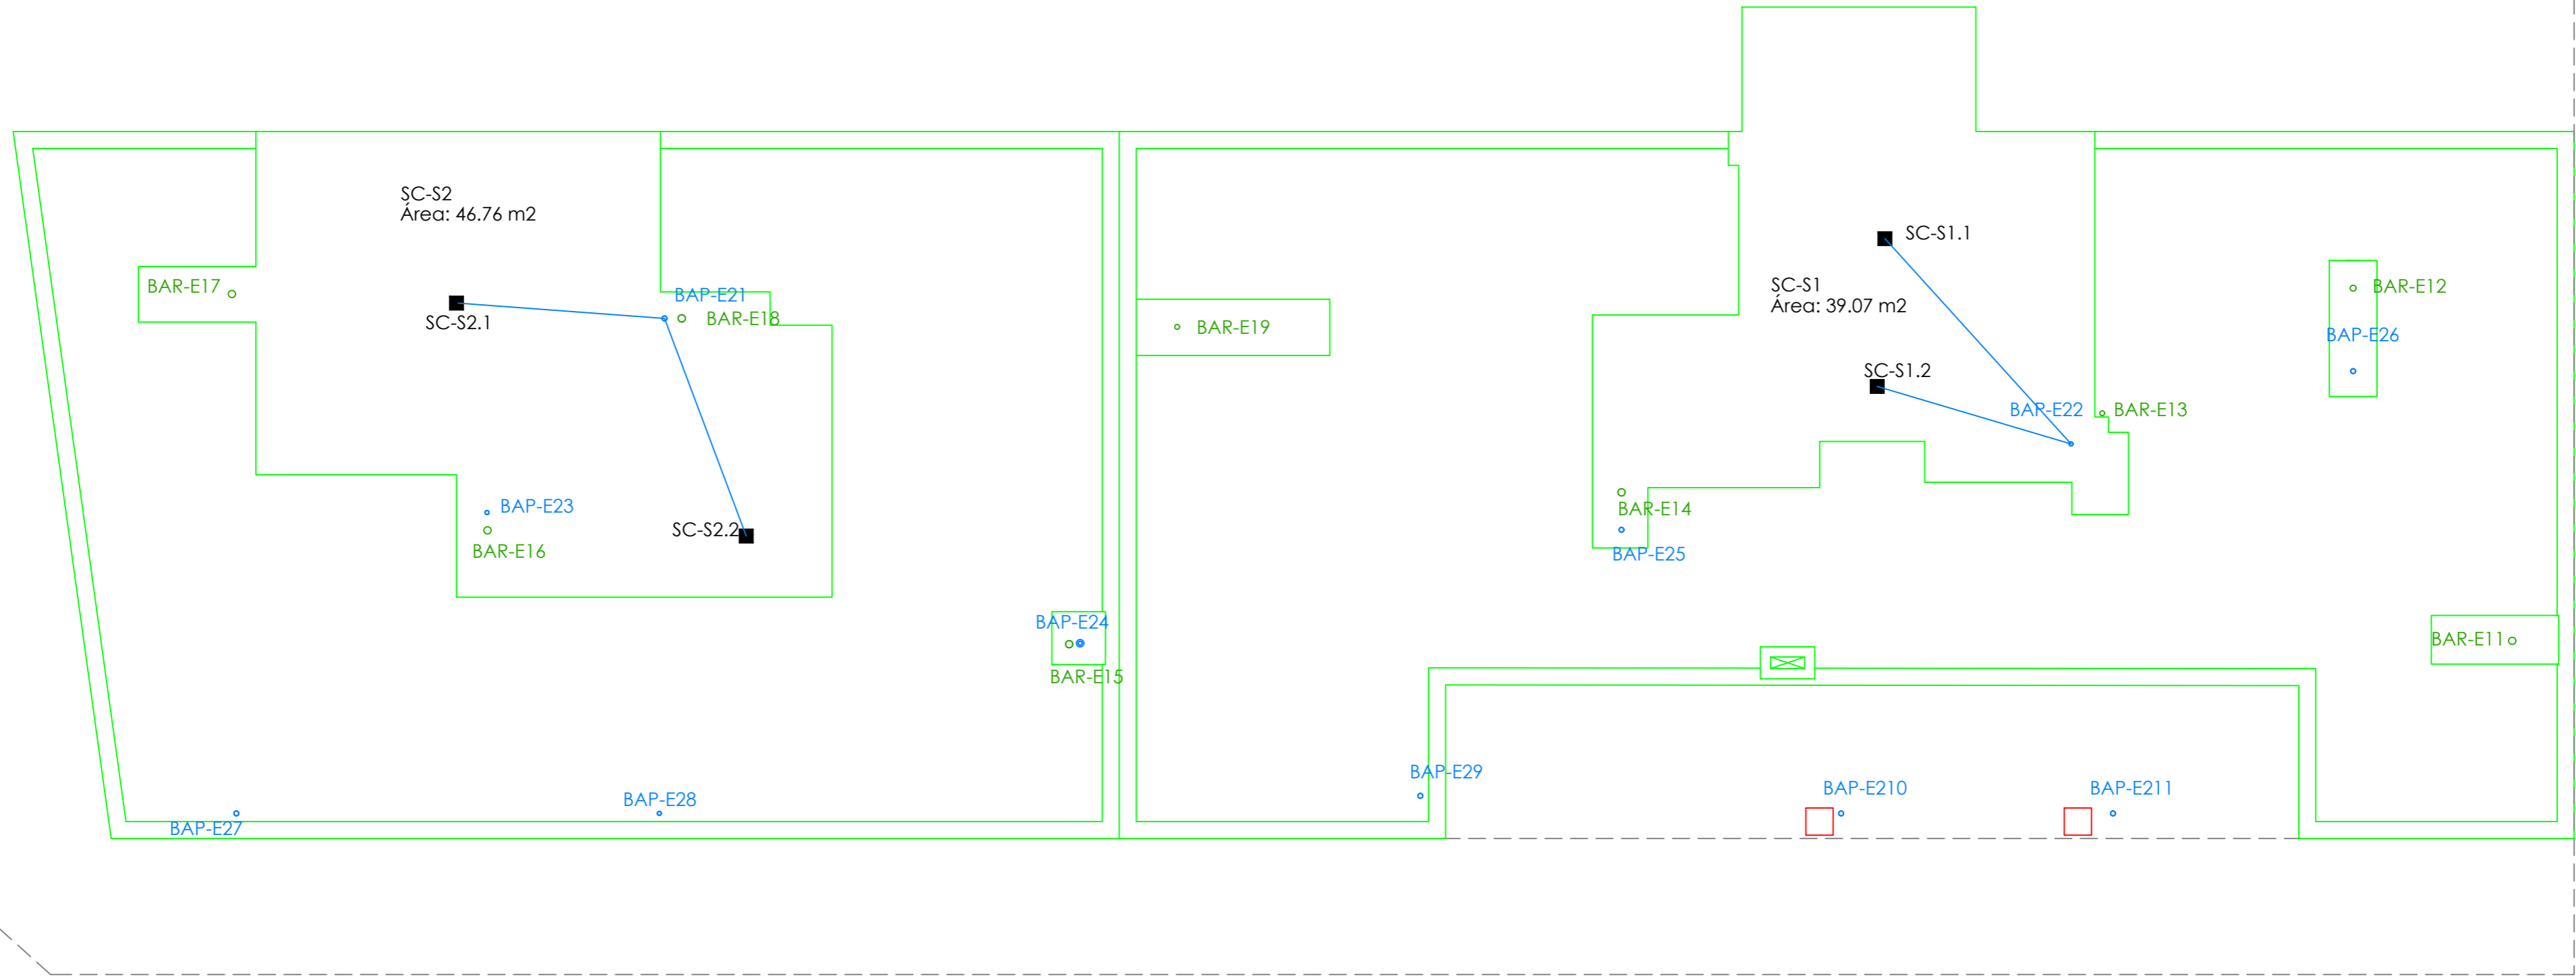 SC-S2
Área: 46.76 m2
SC-S1.1
BAR-E17
SC-S1
Área: 39.07 m2
BAR-E12
BAP-E21
SC-S2.1
BAR-E18
BAR-E19
BAP-E26
SC-S1.2
BAP-E22
BAR-E13
BAP-E23
BAR-E14
SC-S2.2
BAR-E16
BAP-E25
BAP-E24
BAR-E11
BAR-E15
BAP-E29
BAP-E210
BAP-E211
BAP-E28
BAP-E27